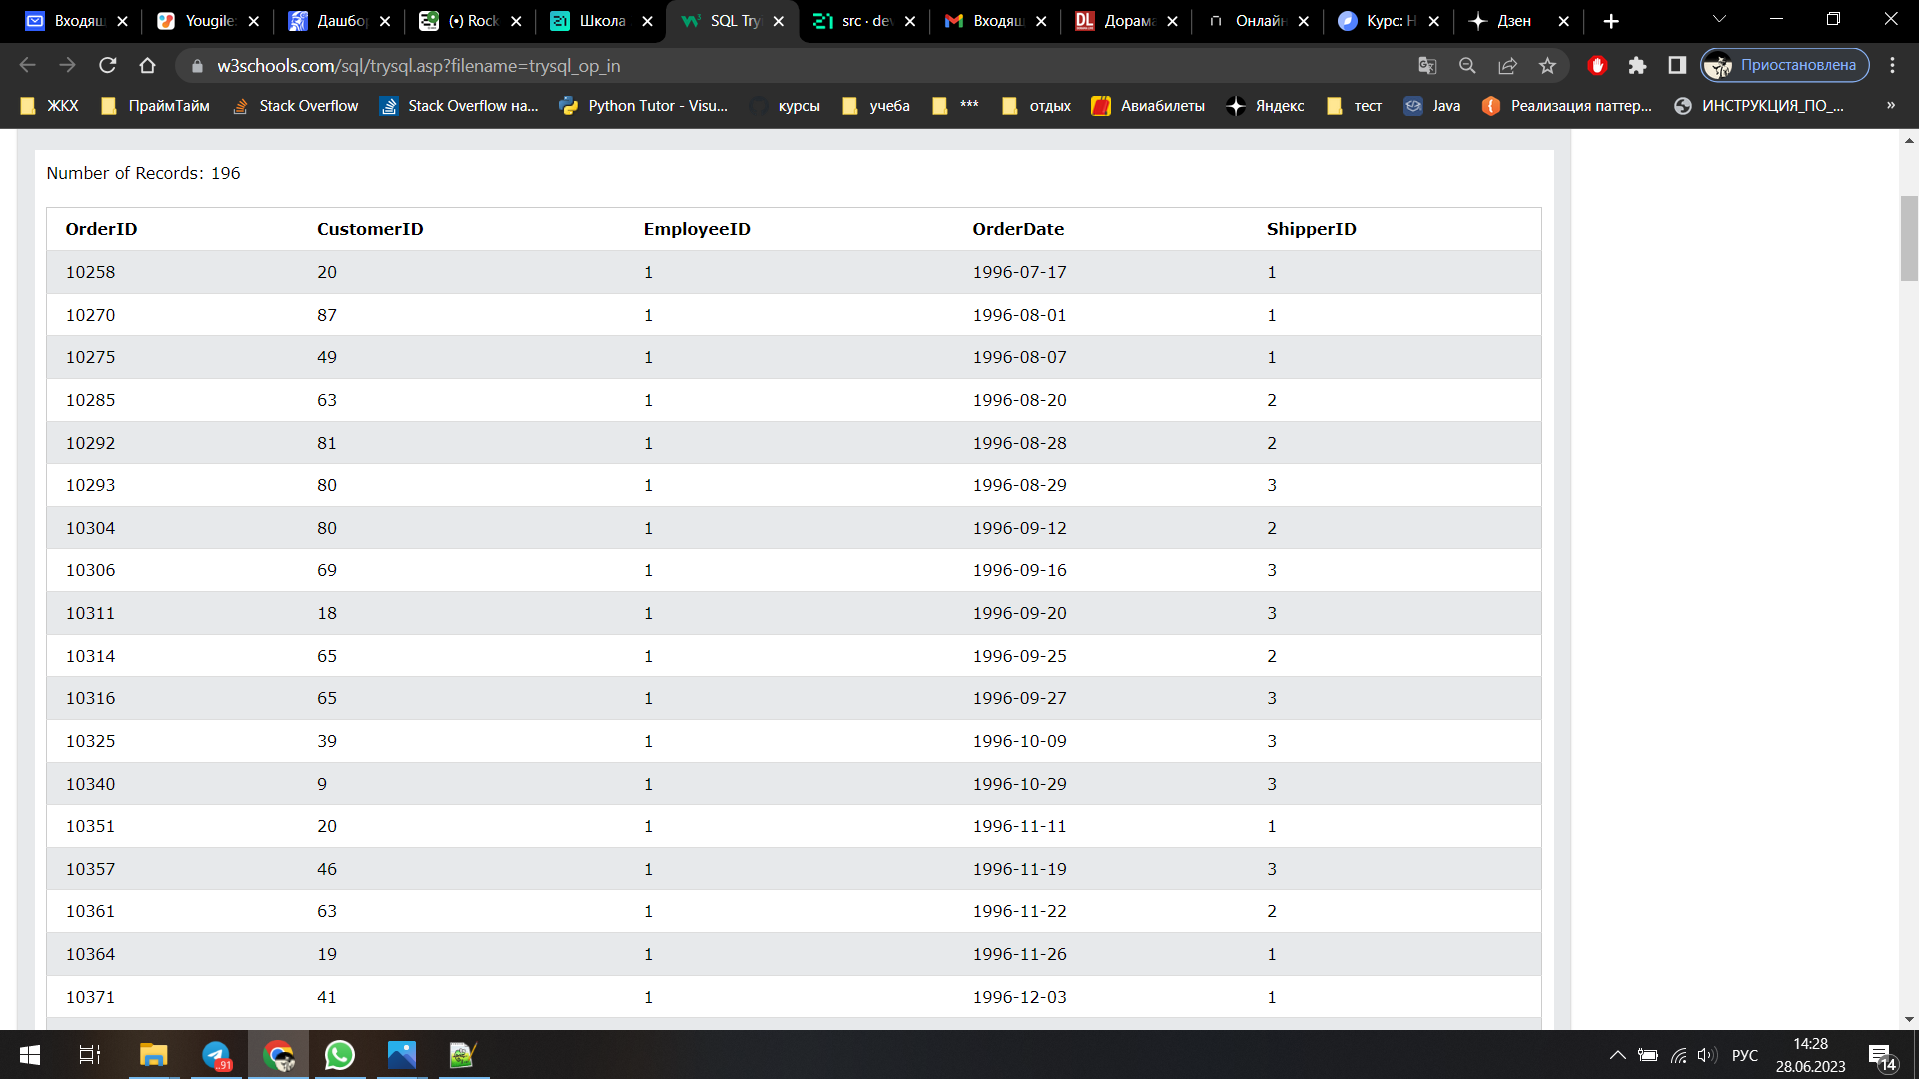 Входящ Yougile Дашбор (•) Rock Школа SQL Try src · dev Входящ Дорама Онлайн Курс: Н Дзен
w3schools.com/sql/trysql.asp?filename=trysql_op_in Приостановлена
ЖКХ ПраймТайм Stack Overflow Stack Overflow на... Python Tutor - Visu... курсы учеба *** отдых Авиабилеты Яндекс тест Java Реализация паттер... ИНСТРУКЦИЯ_ПО_... »
Number of Records: 196
OrderID CustomerID EmployeeID OrderDate ShipperID
10258 20 1 1996-07-17 1
10270 87 1 1996-08-01 1
10275 49 1 1996-08-07 1
10285 63 1 1996-08-20 2
10292 81 1 1996-08-28 2
10293 80 1 1996-08-29 3
10304 80 1 1996-09-12 2
10306 69 1 1996-09-16 3
10311 18 1 1996-09-20 3
10314 65 1 1996-09-25 2
10316 65 1 1996-09-27 3
10325 39 1 1996-10-09 3
10340 9 1 1996-10-29 3
10351 20 1 1996-11-11 1
10357 46 1 1996-11-19 3
10361 63 1 1996-11-22 2
10364 19 1 1996-11-26 1
10371 41 1 1996-12-03 1
..91 РУС 14:28
28.06.2023 14